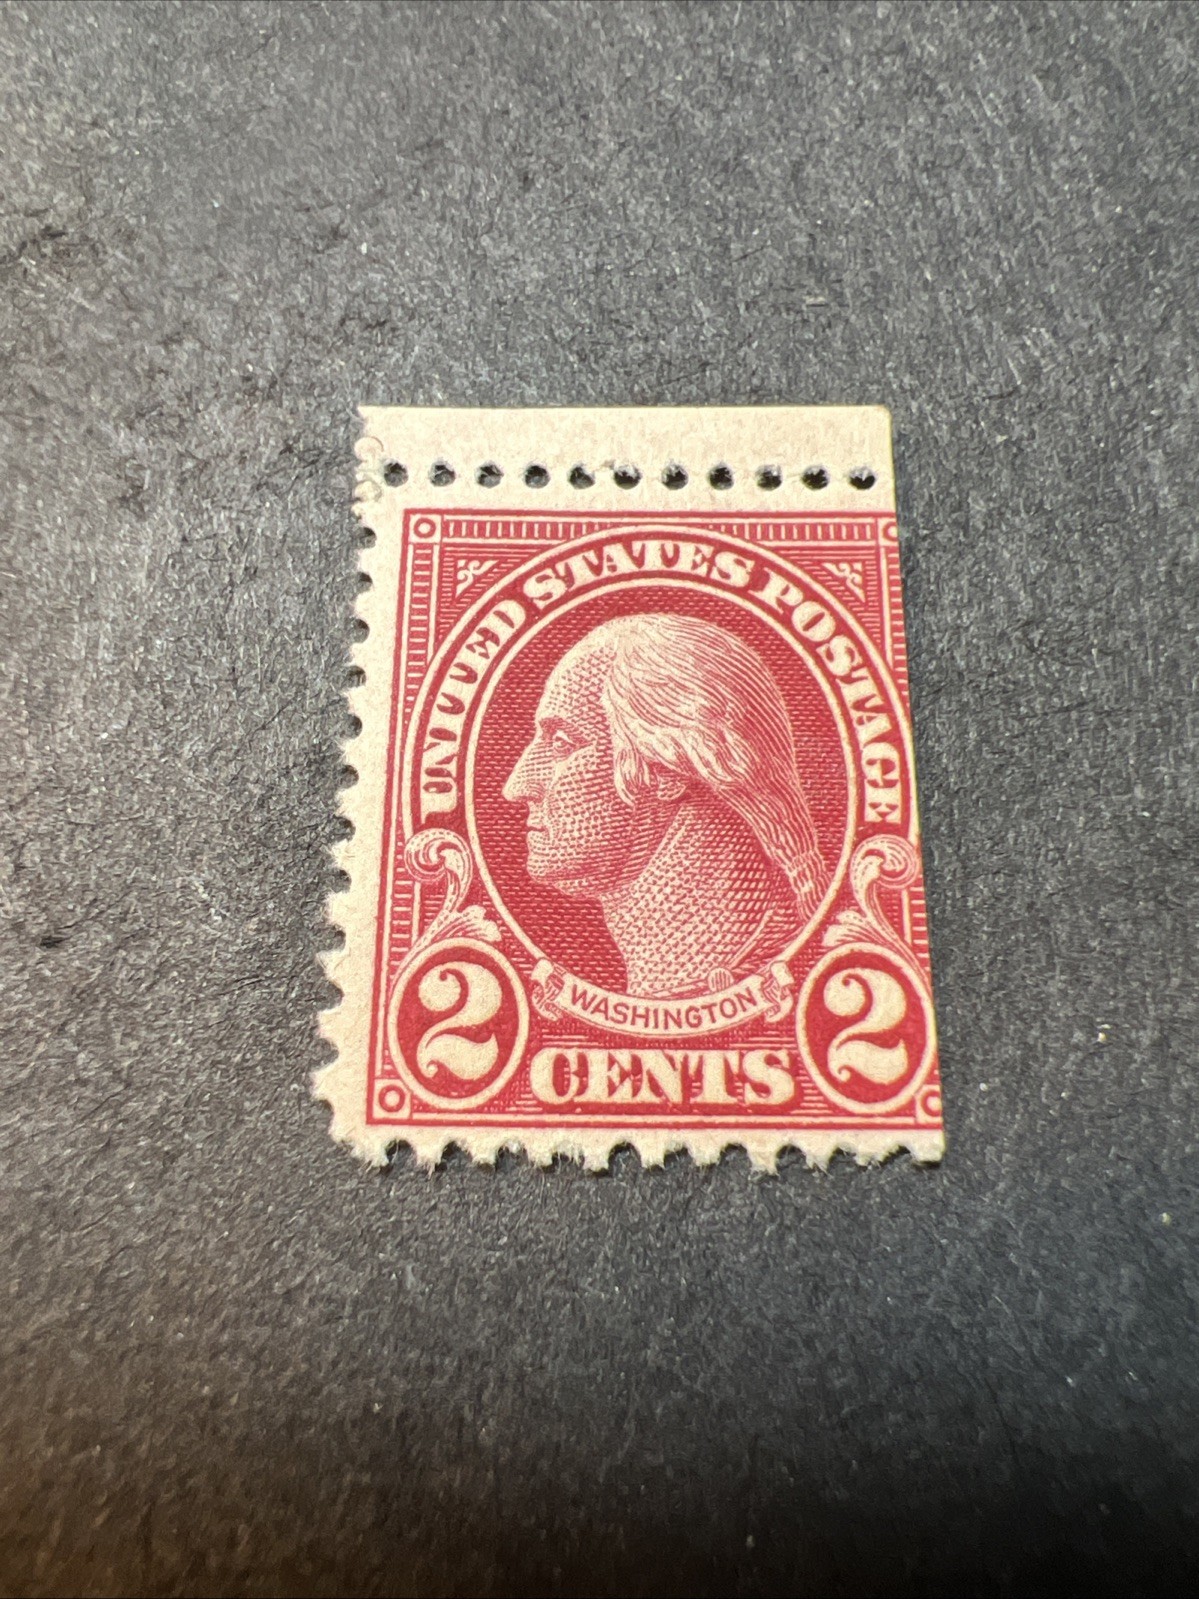 UNITED STATES POSTAGE
WASHINGTON
2 CENTS 2